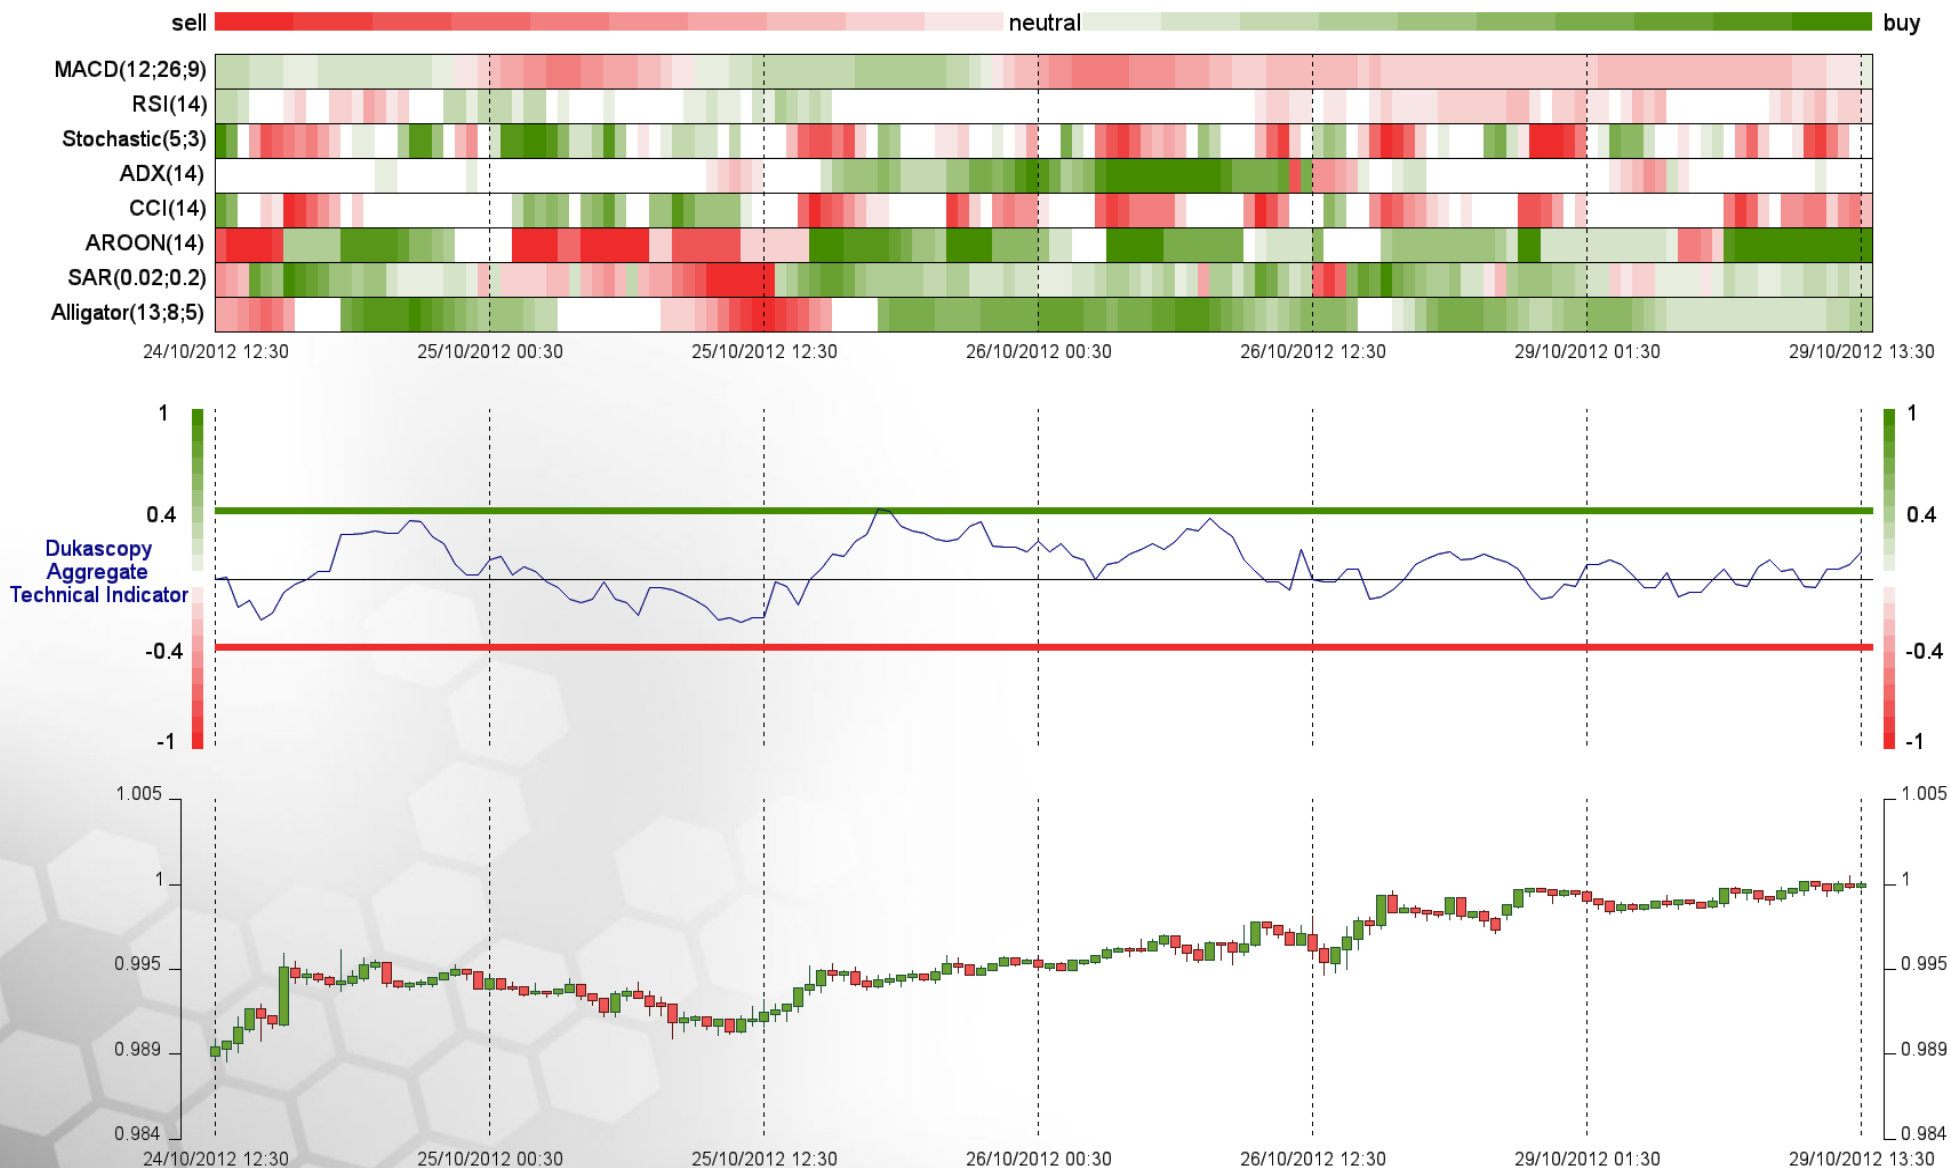 sell neutral buy
MACD(12;26;9)
RSI(14)
Stochastic(5;3)
ADX(14)
CCI(14)
AROON(14)
SAR(0.02;0.2)
Alligator(13;8;5)
24/10/2012 12:30 25/10/2012 00:30 25/10/2012 12:30 26/10/2012 00:30 26/10/2012 12:30 29/10/2012 01:30 29/10/2012 13:30
1 1
0.4 0.4
Dukascopy
Aggregate
Technical Indicator
-0.4 -0.4
-1 -1
1.005 1.005
1 1
0.995 0.995
0.989 0.989
0.984 0.984
24/10/2012 12:30 25/10/2012 00:30 25/10/2012 12:30 26/10/2012 00:30 26/10/2012 12:30 29/10/2012 01:30 29/10/2012 13:30